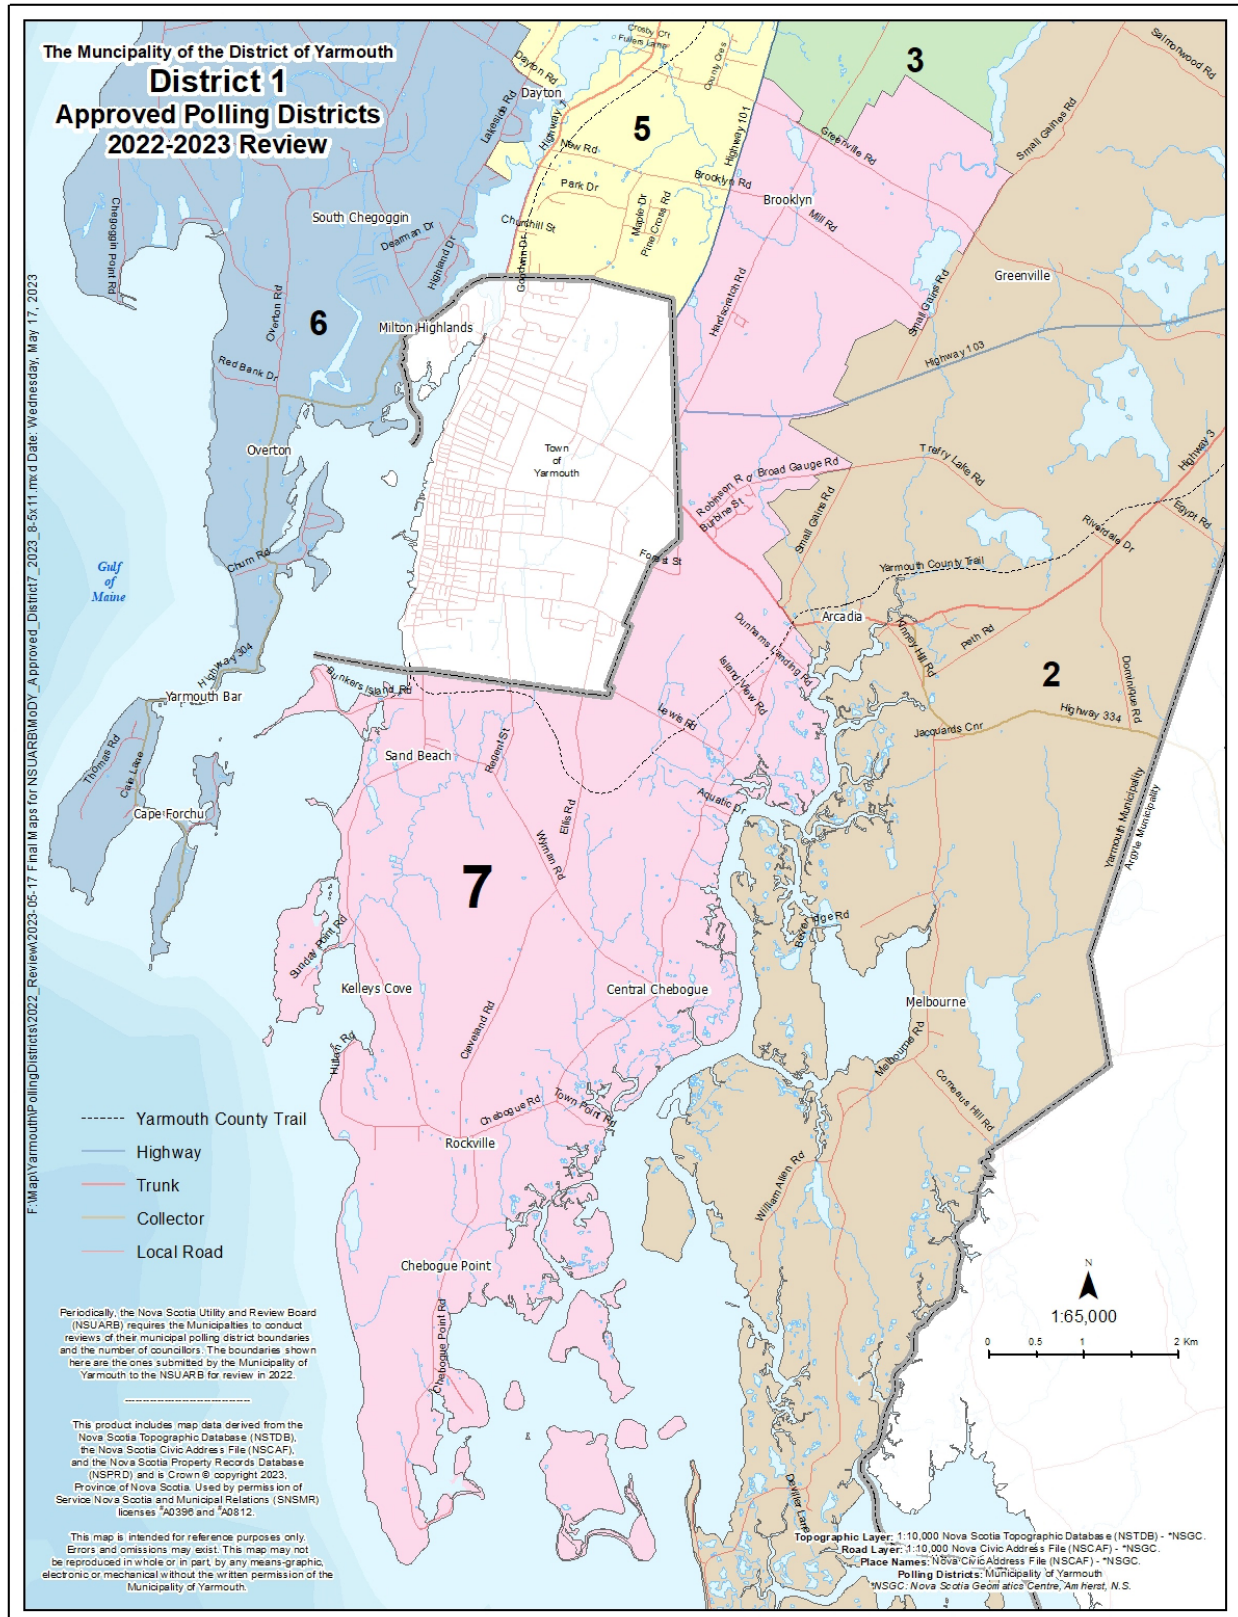 The Muncipality of the District of Yarmouth
District 1
Approved Polling Districts
2022-2023 Review
F:\Map\Yarmouth\PollingDistricts\2022_Review\2023-05-17 Final Maps for NSUARB\MoDY_Approved_District7_2023_8-5x11.mxd Date: Wednesday, May 17, 2023
Crosby Crt
Fullers Lane
Dayton Rd
Dayton
County Cres
Lakeside Rd
Highway 1
5
3
New Rd
Highway 101
Greenville Rd
Salmonwood Rd
Small Gaines Rd
Park Dr
Brooklyn Rd
Brooklyn
Maple Dr
Pine Cross Rd
Mill Rd
Chegoggin Point Rd
South Chegoggin
Dearman Dr
Highland Dr
Churchill St
Goodwin Dr
Greenville
Overton Rd
6
Milton Highlands
Hardscratch Rd
Small Gains Rd
Highway 103
Red Bank Dr
Overton
Town
of
Yarmouth
Robinson R
d
Broad Gauge Rd
Burbine St
Trefry Lake Rd
Highway 3
Small Gains Rd
Egypt Rd
Riverdale Dr
Gulf
of
Maine
Churn Rd
Forest St
Yarmouth County Trail
Arcadia
Kinney Hill Rd
Peth Rd
Dunhams Landing Rd
Island View Rd
Dominique Rd
2
Highway 304
Yarmouth Bar
Bunkers Island Rd
Lewis Rd
Highway 334
Jacquards Cnr
Sand Beach
Regent St
Thomas Rd
Caie Lane
Cape Forchu
Aquatic Dr
Ellis Rd
Wyman Rd
Yarmouth Municipality
Argyle Municipality
7
Sunday Point Rd
Beveridge Rd
Kelleys Cove
Central Chebogue
Melbourne
Cleveland Rd
Hilton Rd
Melbourne Rd
Comeaus Hill Rd
Chebogue Rd
Town Point Rd
Rockville
William Allen Rd
Chebogue Point
Chebogue Point Rd
Deviller Lane
Yarmouth County Trail
Highway
Trunk
Collector
Local Road
N
1:65,000
0 0.5 1 2 Km
Periodically, the Nova Scotia Utility and Review Board
(NSUARB) requires the Municipalties to conduct
reviews of their municipal polling district boundaries
and the number of councillors. The boundaries shown
here are the ones submitted by the Municipality of
Yarmouth to the NSUARB for review in 2022.
--------------------------------
This product includes map data derived from the
Nova Scotia Topographic Database (NSTDB),
the Nova Scotia Civic Address File (NSCAF),
and the Nova Scotia Property Records Database
(NSPRD) and is Crown © copyright 2023,
Province of Nova Scotia. Used by permission of
Service Nova Scotia and Municipal Relations (SNSMR)
licenses #A0396 and #A0812.
This map is intended for reference purposes only.
Errors and omissions may exist. This map may not
be reproduced in whole or in part, by any means-graphic,
electronic or mechanical without the written permission of the
Municipality of Yarmouth.
Topographic Layer: 1:10,000 Nova Scotia Topographic Database (NSTDB) - *NSGC.
Road Layer: 1:10,000 Nova Civic Address File (NSCAF) - *NSGC.
Place Names: Nova Civic Address File (NSCAF) - *NSGC.
Polling Districts: Municipality of Yarmouth
*NSGC: Nova Scotia Geomatics Centre, Amherst, N.S.